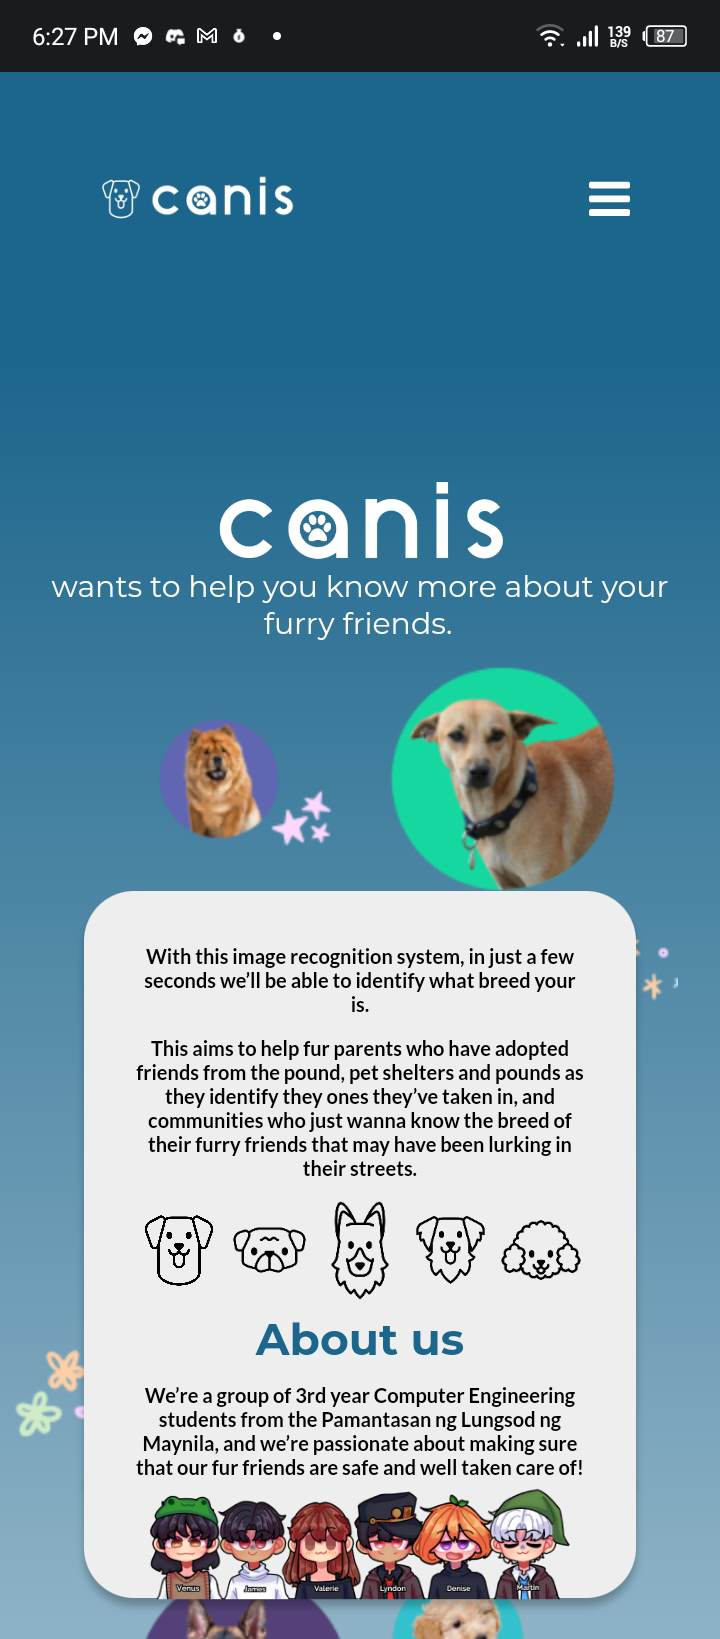 6:27 PM
139
B/S
87
canis
canis
wants to help you know more about your
furry friends.
With this image recognition system, in just a few
seconds we'll be able to identify what breed your
is.
This aims to help fur parents who have adopted
friends from the pound, pet shelters and pounds as
they identify they ones they've taken in, and
communities who just wanna know the breed of
their furry friends that may have been lurking in
their streets.
About us
We're a group of 3rd year Computer Engineering
students from the Pamantasan ng Lungsod ng
Maynila, and we're passionate about making sure
that our fur friends are safe and well taken care of!
Venus James Valerie Lyndon Denise Martin